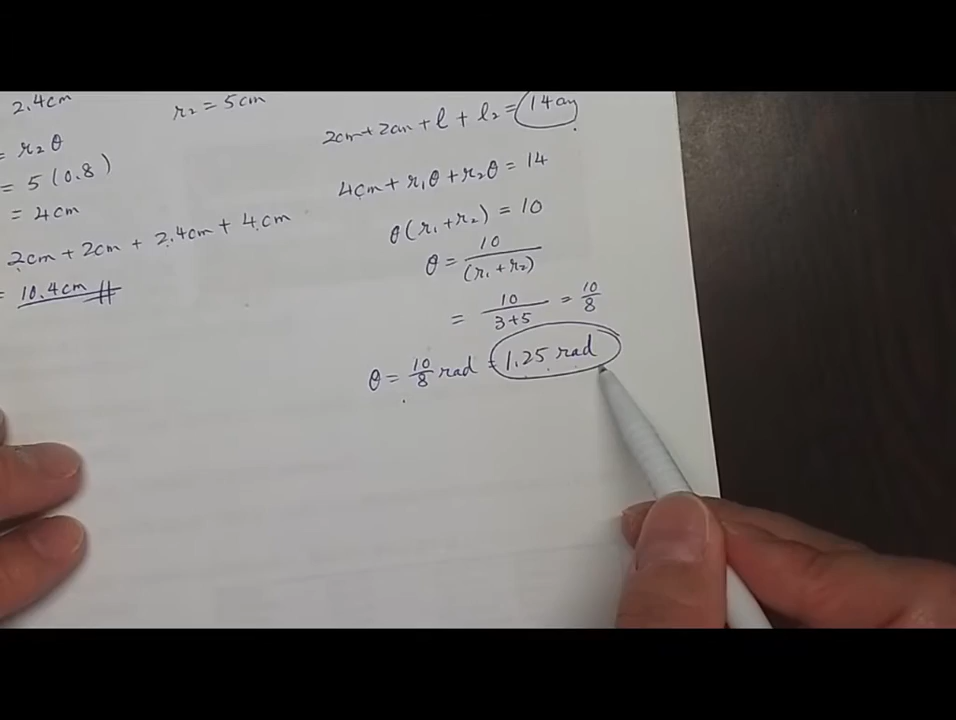 2.4cm
= r₂θ
= 5(0.8)
= 4cm
2cm + 2cm + 2.4cm + 4cm
= 10.4cm
r₂ = 5cm
2cm + 2cm + l + l₂ = 14cm
4cm + r₁θ + r₂θ = 14
θ(r₁+r₂) = 10
θ = 10/(r₁+r₂)
= 10/3+5 = 10/8
θ = 10/8 rad = 1.25 rad